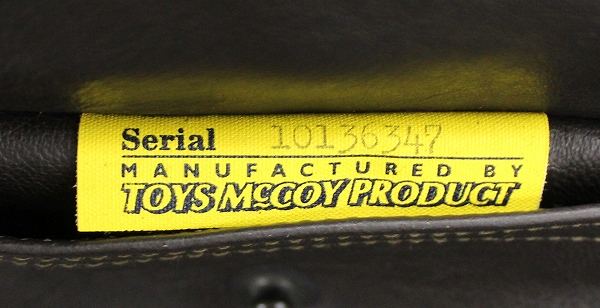 Serial 10136347
MANUFACTURED BY
TOYS McCOY PRODUCT